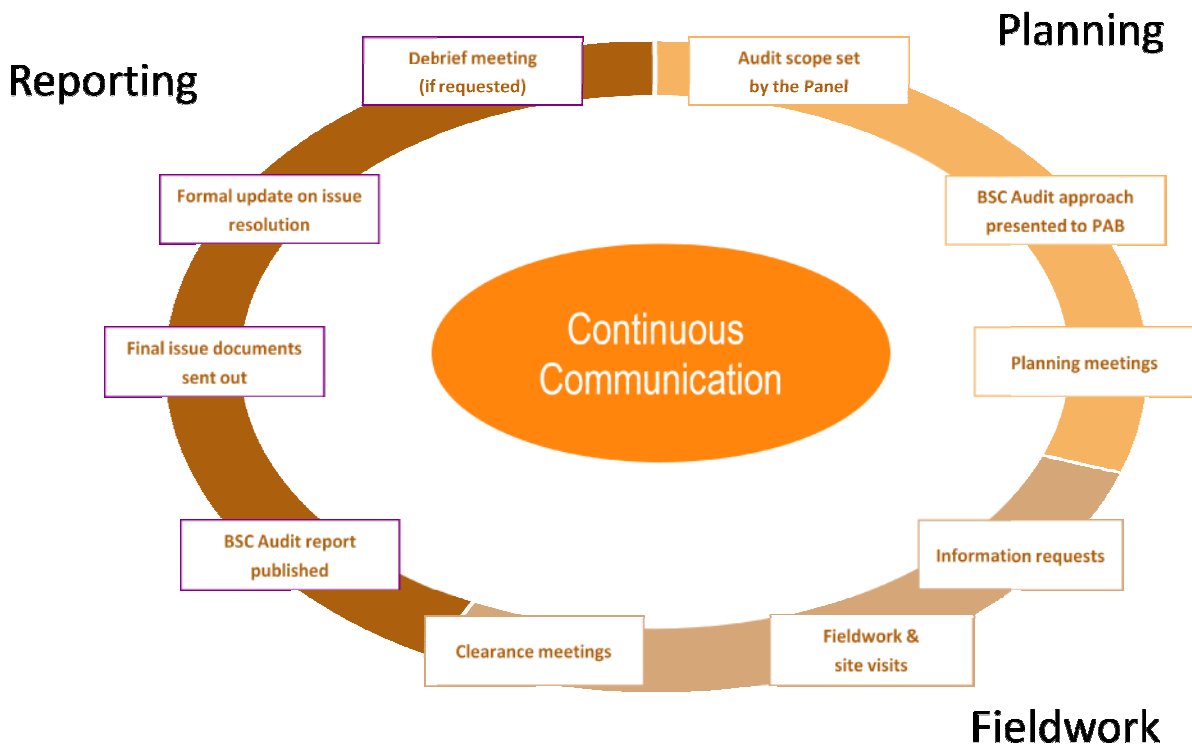 Planning
Reporting
Debrief meeting
(if requested)
Audit scope set
by the Panel
Formal update on issue
resolution
BSC Audit approach
presented to PAB
Continuous
Communication
Final issue documents
sent out
Planning meetings
BSC Audit report
published
Information requests
Clearance meetings
Fieldwork &
site visits
Fieldwork